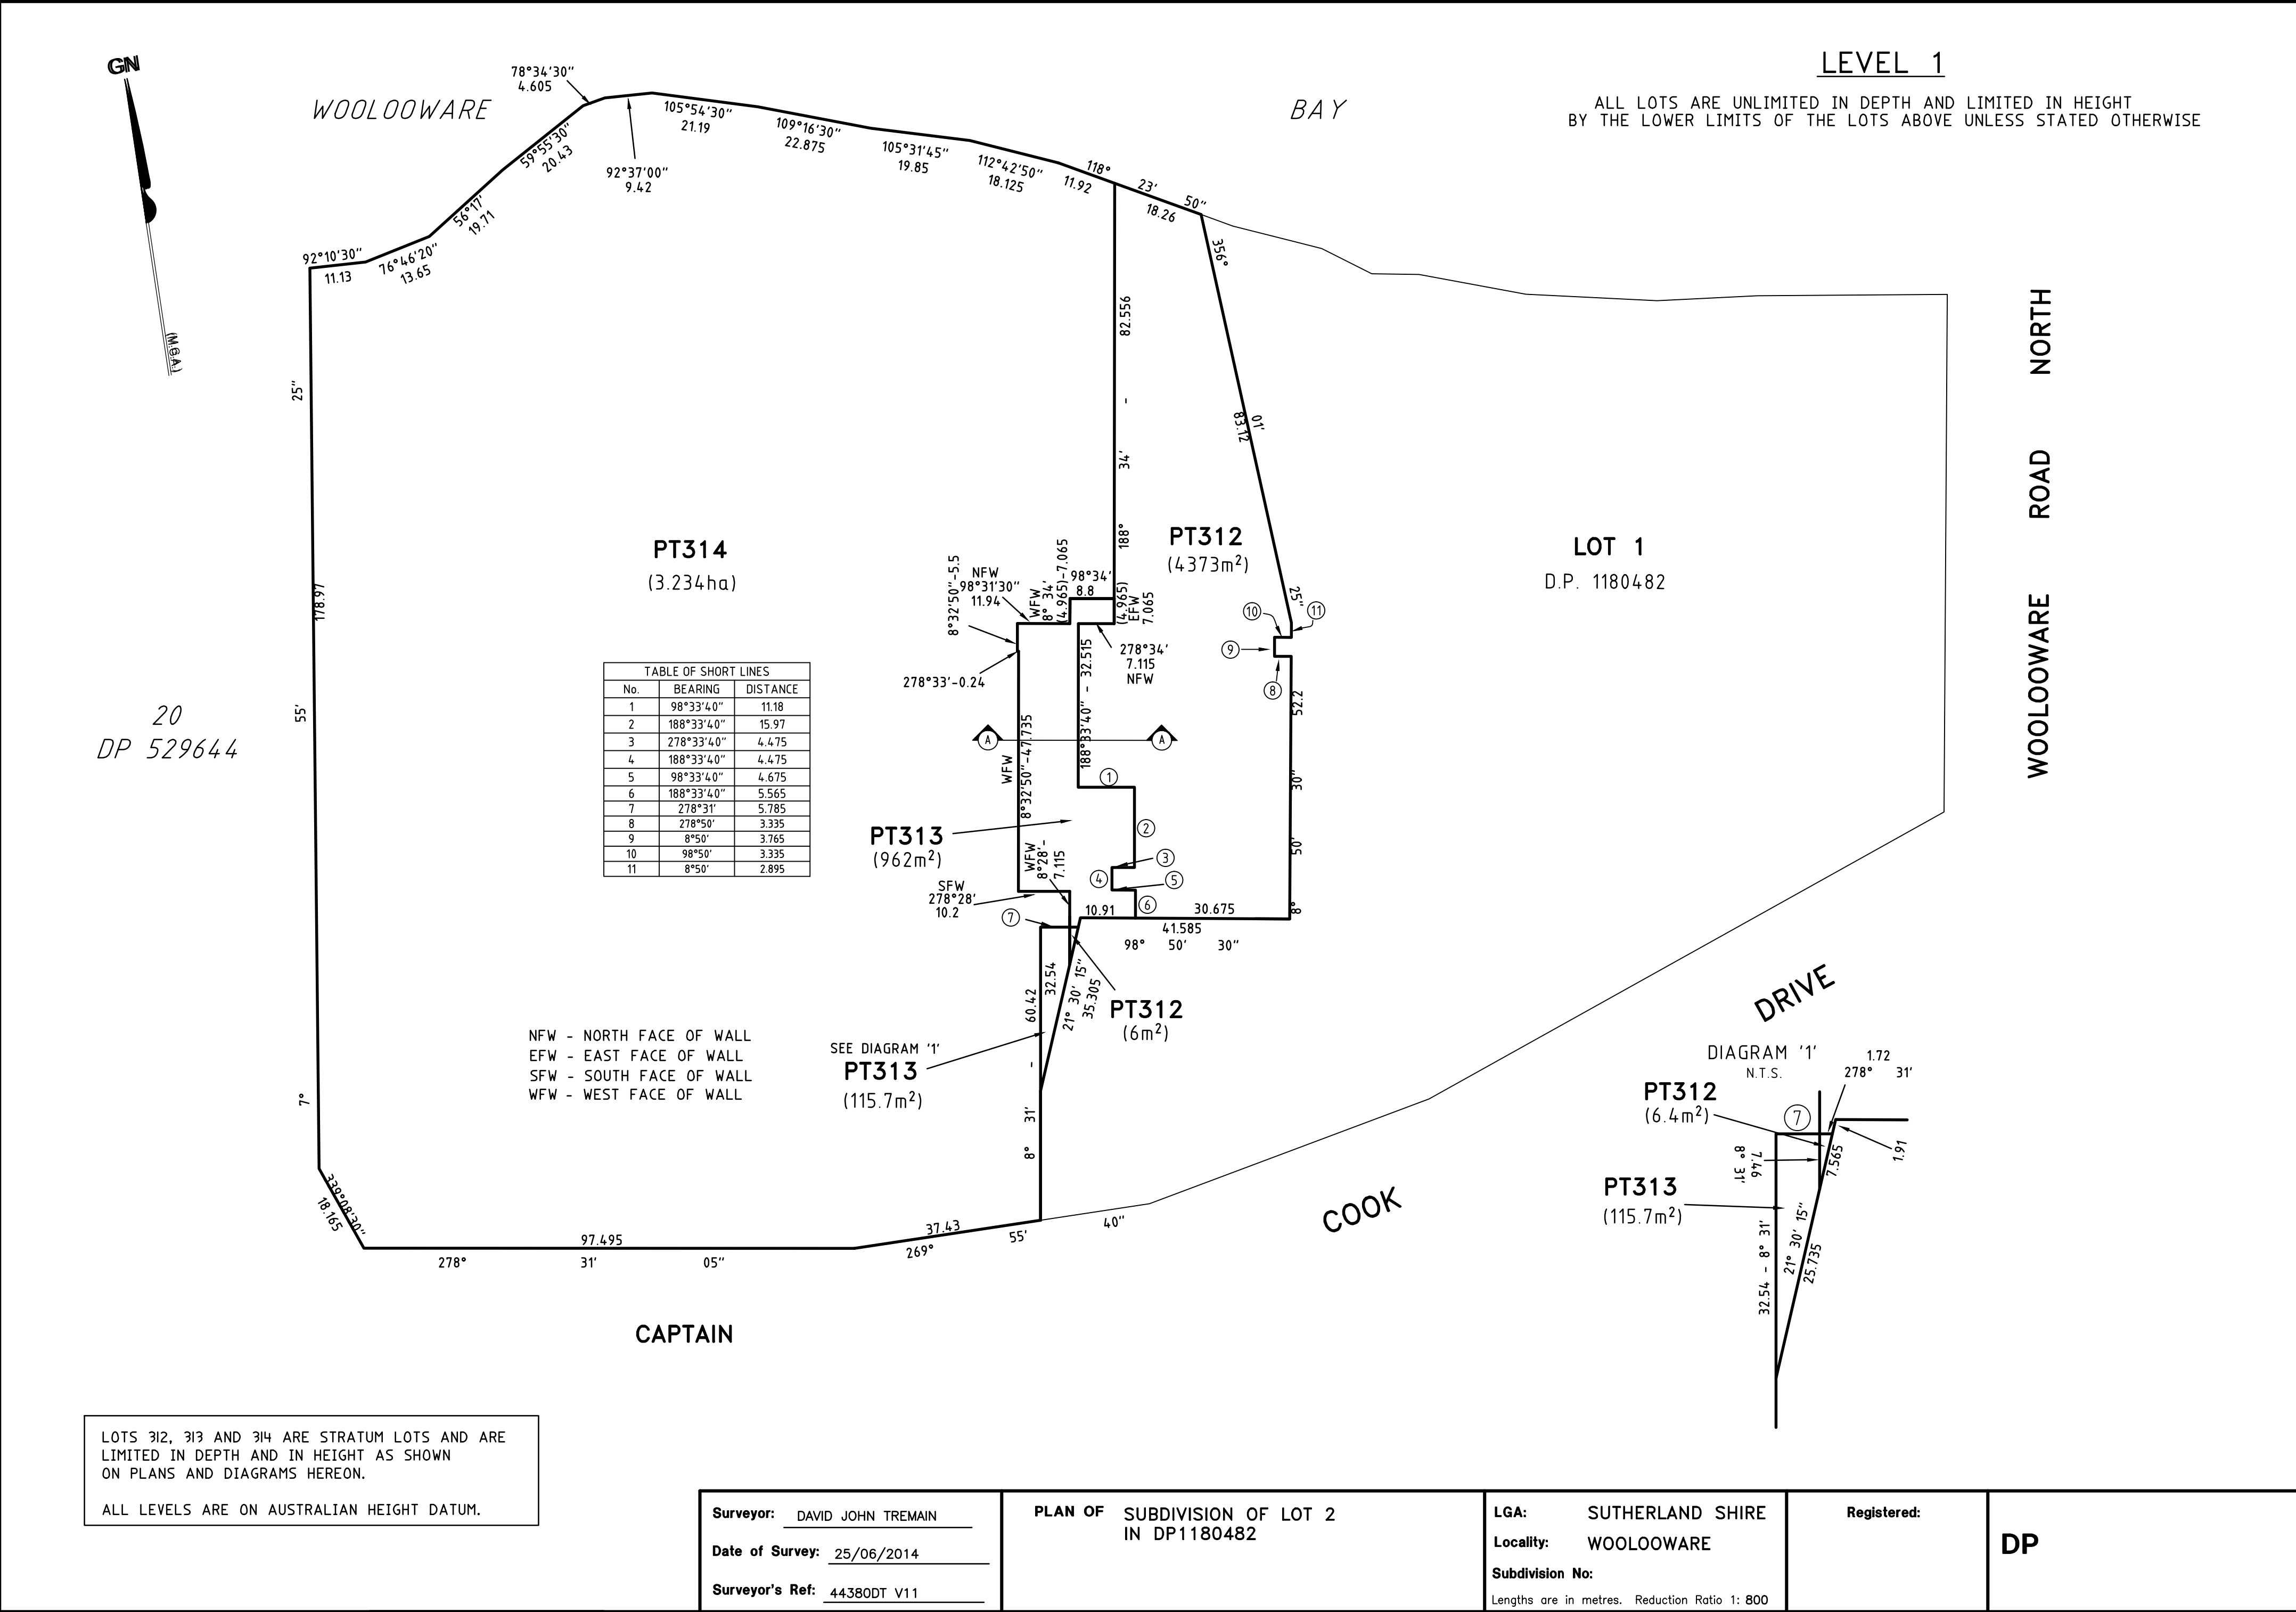 GN
(M.G.A.)
WOOLOOWARE
BAY
LEVEL 1
ALL LOTS ARE UNLIMITED IN DEPTH AND LIMITED IN HEIGHT
BY THE LOWER LIMITS OF THE LOTS ABOVE UNLESS STATED OTHERWISE
78°34'30"
4.605
105°54'30"
21.19
109°16'30"
22.875
105°31'45"
19.85
112°42'50"
18.125
118° 23' 50"
11.92
18.26
59°55'30"
20.43
92°37'00"
9.42
56°17'
19.71
92°10'30"
11.13
76°46'20"
13.65
7° 55' 25"
178.97
188° 34' - 82.556
356° 01' 25"
83.12
WOOLOOWARE ROAD NORTH
PT314
(3.234ha)
PT312
(4373m²)
LOT 1
D.P. 1180482
8°32'50"-5.5
NFW
98°31'30"
11.94
WFW
8° 34'
(4.965)-7.065
98°34'
8.8
(4.965)
EFW
7.065
278°34'
7.115
NFW
278°33'-0.24
188°33'40" - 32.515
WFW
8°32'50"-47.735
A
A
10
11
9
8
8° 50' 30"
52.2
20
DP 529644
TABLE OF SHORT LINES
No. BEARING DISTANCE
1 98°33'40" 11.18
2 188°33'40" 15.97
3 278°33'40" 4.475
4 188°33'40" 4.475
5 98°33'40" 4.675
6 188°33'40" 5.565
7 278°31' 5.785
8 278°50' 3.335
9 8°50' 3.765
10 98°50' 3.335
11 8°50' 2.895
1
2
3
4
5
6
7
PT313
(962m²)
WFW
8°28'-
7.115
SFW
278°28'
10.2
10.91
30.675
41.585
98° 50' 30"
8° 31' - 60.42
32.54
21° 30' 15"
35.305
PT312
(6m²)
SEE DIAGRAM '1'
PT313
(115.7m²)
NFW - NORTH FACE OF WALL
EFW - EAST FACE OF WALL
SFW - SOUTH FACE OF WALL
WFW - WEST FACE OF WALL
339°08'30"
18.165
97.495
278° 31' 05"
37.43
269° 55' 40"
CAPTAIN
COOK
DRIVE
DIAGRAM '1'
N.T.S.
1.72
278° 31'
PT312
(6.4m²)
7
7.46
8° 31'
7.565
1.91
PT313
(115.7m²)
32.54 - 8° 31'
21° 30' 15"
25.735
LOTS 312, 313 AND 314 ARE STRATUM LOTS AND ARE
LIMITED IN DEPTH AND IN HEIGHT AS SHOWN
ON PLANS AND DIAGRAMS HEREON.
ALL LEVELS ARE ON AUSTRALIAN HEIGHT DATUM.
Surveyor: DAVID JOHN TREMAIN
Date of Survey: 25/06/2014
Surveyor's Ref: 44380DT V11
PLAN OF SUBDIVISION OF LOT 2
IN DP1180482
LGA: SUTHERLAND SHIRE
Locality: WOOLOOWARE
Subdivision No:
Lengths are in metres. Reduction Ratio 1: 800
Registered:
DP